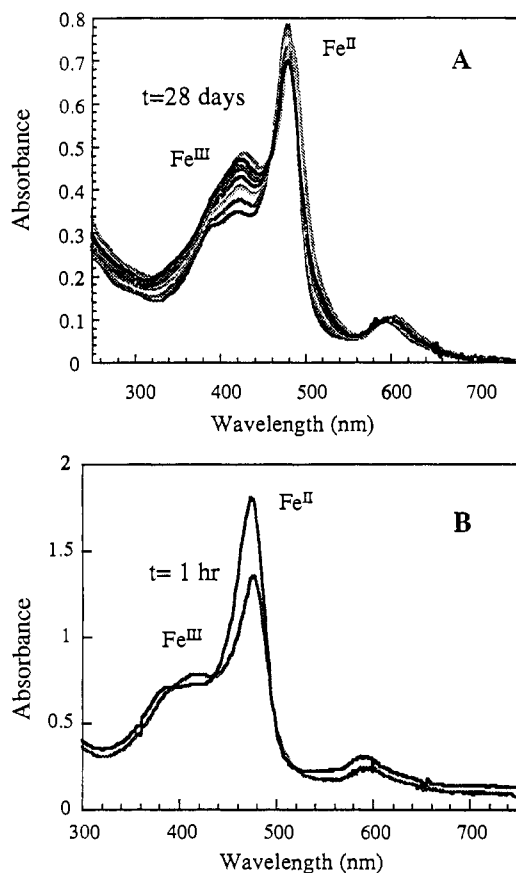 A
Fe^II
t=28 days
Fe^III
Absorbance
0.8
0.7
0.6
0.5
0.4
0.3
0.2
0.1
0
300 400 500 600 700
Wavelength (nm)
B
Fe^II
t= 1 hr
Fe^III
Absorbance
2
1.5
1
0.5
0
300 400 500 600 700
Wavelength (nm)